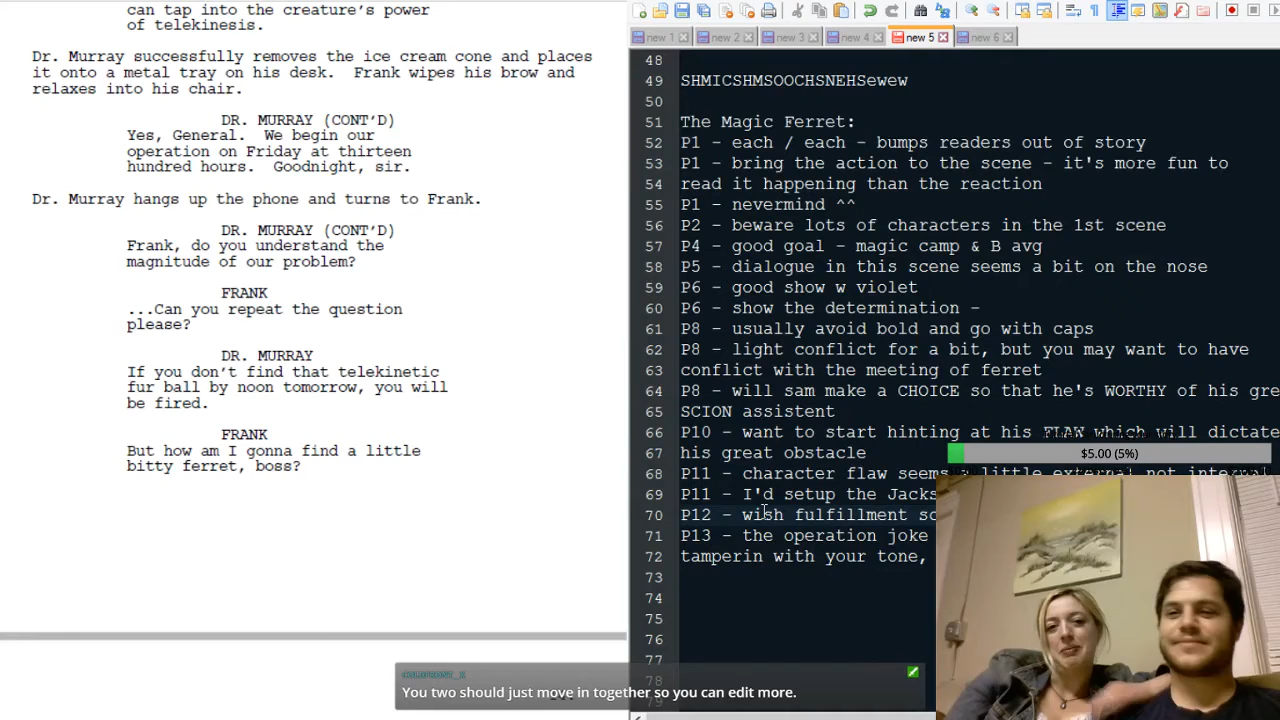 can tap into the creature's power
of telekinesis.
Dr. Murray successfully removes the ice cream cone and places
it onto a metal tray on his desk.  Frank wipes his brow and
relaxes into his chair.
DR. MURRAY (CONT'D)
Yes, General.  We begin our
operation on Friday at thirteen
hundred hours.  Goodnight, sir.
Dr. Murray hangs up the phone and turns to Frank.
DR. MURRAY (CONT'D)
Frank, do you understand the
magnitude of our problem?
FRANK
...Can you repeat the question
please?
DR. MURRAY
If you don't find that telekinetic
fur ball by noon tomorrow, you will
be fired.
FRANK
But how am I gonna find a little
bitty ferret, boss?
new 1 new 2 new 3 new 4 new 5 new 6
48
49 SHMICSHMSOOCHSNEHSewew
50
51 The Magic Ferret:
52 P1 - each / each - bumps readers out of story
53 P1 - bring the action to the scene - it's more fun to
54 read it happening than the reaction
55 P1 - nevermind ^^
56 P2 - beware lots of characters in the 1st scene
57 P4 - good goal - magic camp & B avg
58 P5 - dialogue in this scene seems a bit on the nose
59 P6 - good show w violet
60 P6 - show the determination -
61 P8 - usually avoid bold and go with caps
62 P8 - light conflict for a bit, but you may want to have
63 conflict with the meeting of ferret
64 P8 - will sam make a CHOICE so that he's WORTHY of his gre
65 SCION assistent
66 P10 - want to start hinting at his FLAW which will dictate
67 his great obstacle
68 P11 - character flaw seems a little external not
69 P11 - I'd setup the Jacks
70 P12 - wish fulfillment sc
71 P13 - the operation joke
72 tamperin with your tone,
73
74
75
76
77
78
79
$5.00 (5%)
You two should just move in together so you can edit more.